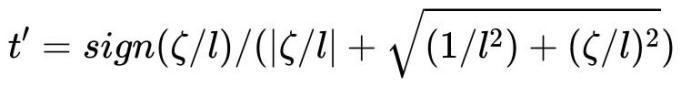 t′ = sign(ζ/l)/(|ζ/l| + √(1/l²) + (ζ/l)²)